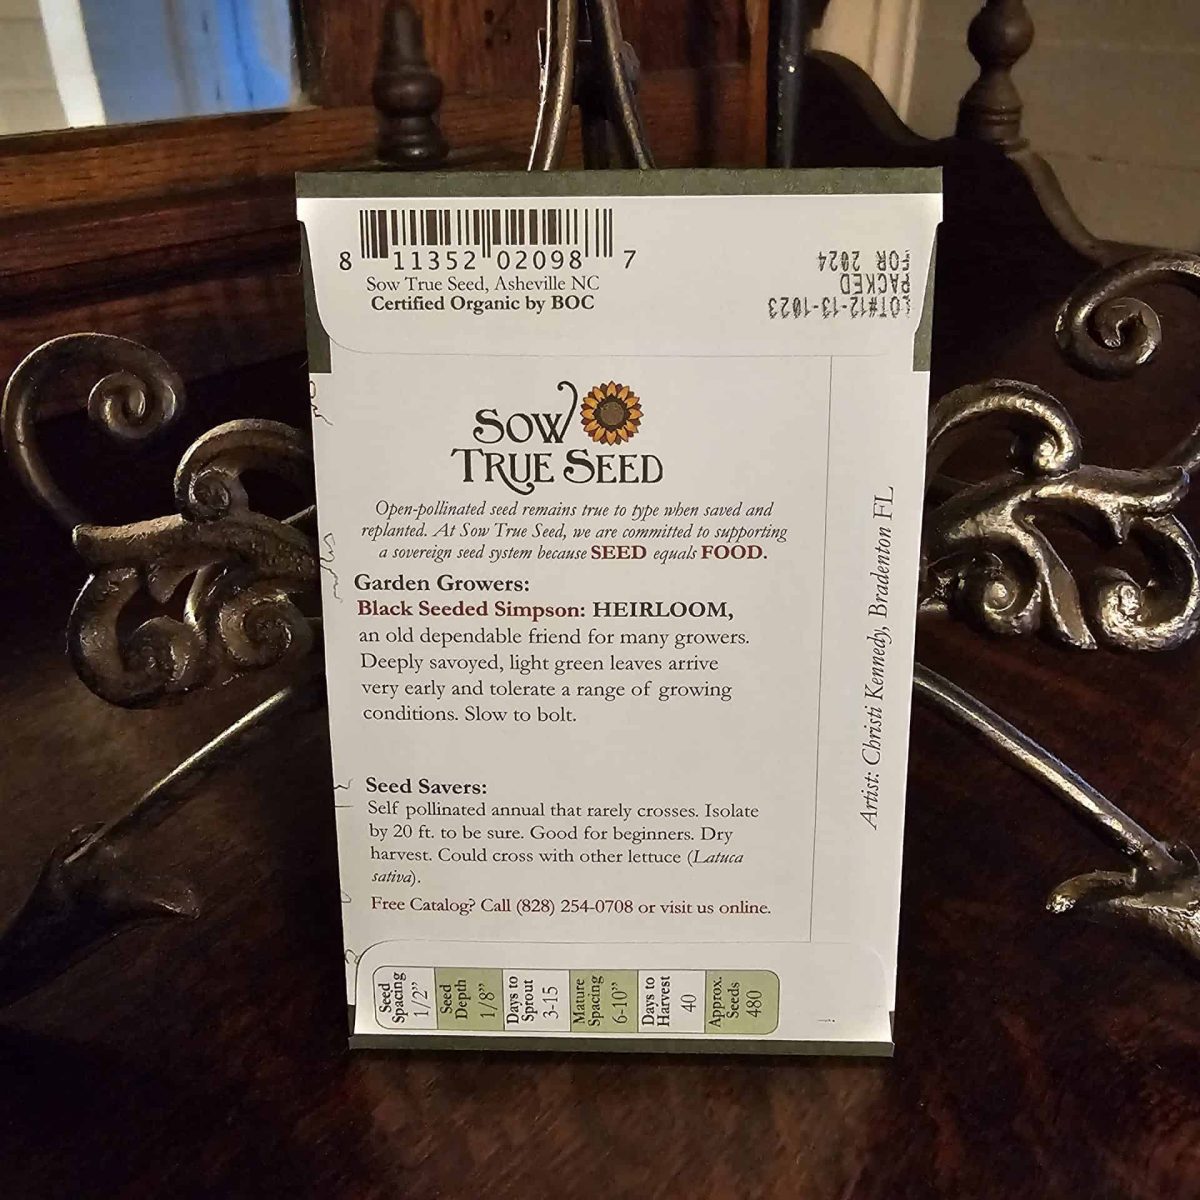 8 11352 02098 7
Sow True Seed, Asheville NC
Certified Organic by BOC
LOT#12-13-1023
PACKED
FOR 2024
SOW
TRUE SEED
Open-pollinated seed remains true to type when saved and
replanted. At Sow True Seed, we are committed to supporting
a sovereign seed system because SEED equals FOOD.
Garden Growers:
Black Seeded Simpson: HEIRLOOM,
an old dependable friend for many growers.
Deeply savoyed, light green leaves arrive
very early and tolerate a range of growing
conditions. Slow to bolt.
Seed Savers:
Self pollinated annual that rarely crosses. Isolate
by 20 ft. to be sure. Good for beginners. Dry
harvest. Could cross with other lettuce (Latuca
sativa).
Free Catalog? Call (828) 254-0708 or visit us online.
Artist: Christi Kennedy, Bradenton FL
Seed
Spacing
1/2"
Seed
Depth
1/8"
Days to
Sprout
3-15
Mature
Spacing
6-10"
Days to
Harvest
40
Approx.
Seeds
480